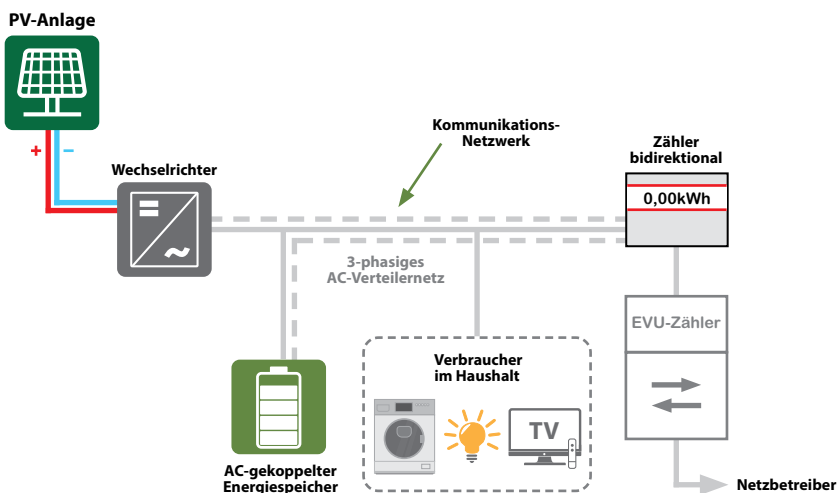 PV-Anlage
+ −
Wechselrichter
Kommunikations-
Netzwerk
Zähler
bidirektional
0,00kWh
3-phasiges
AC-Verteilernetz
EVU-Zähler
Verbraucher
im Haushalt
TV
AC-gekoppelter
Energiespeicher
Netzbetreiber